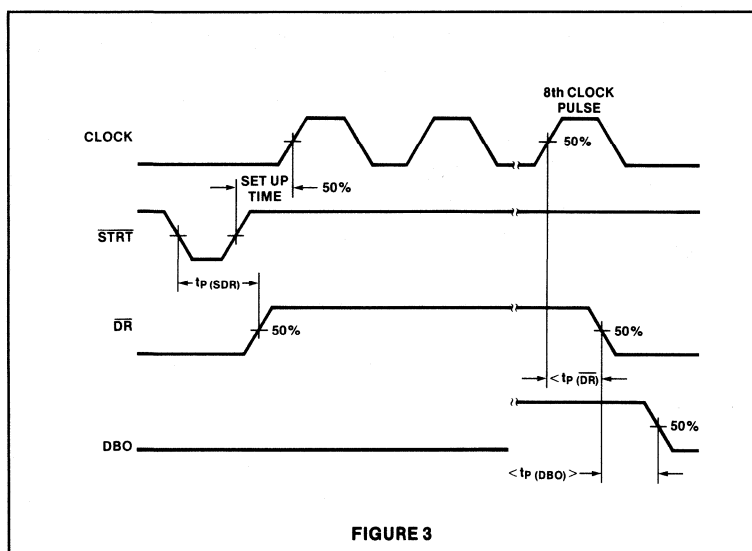 8th CLOCK
PULSE
CLOCK
50%
SET UP
TIME
50%
STRT
tP (SDR)
DR
50%
50%
< tP (DR)
DBO
50%
< tP (DBO) >
FIGURE 3